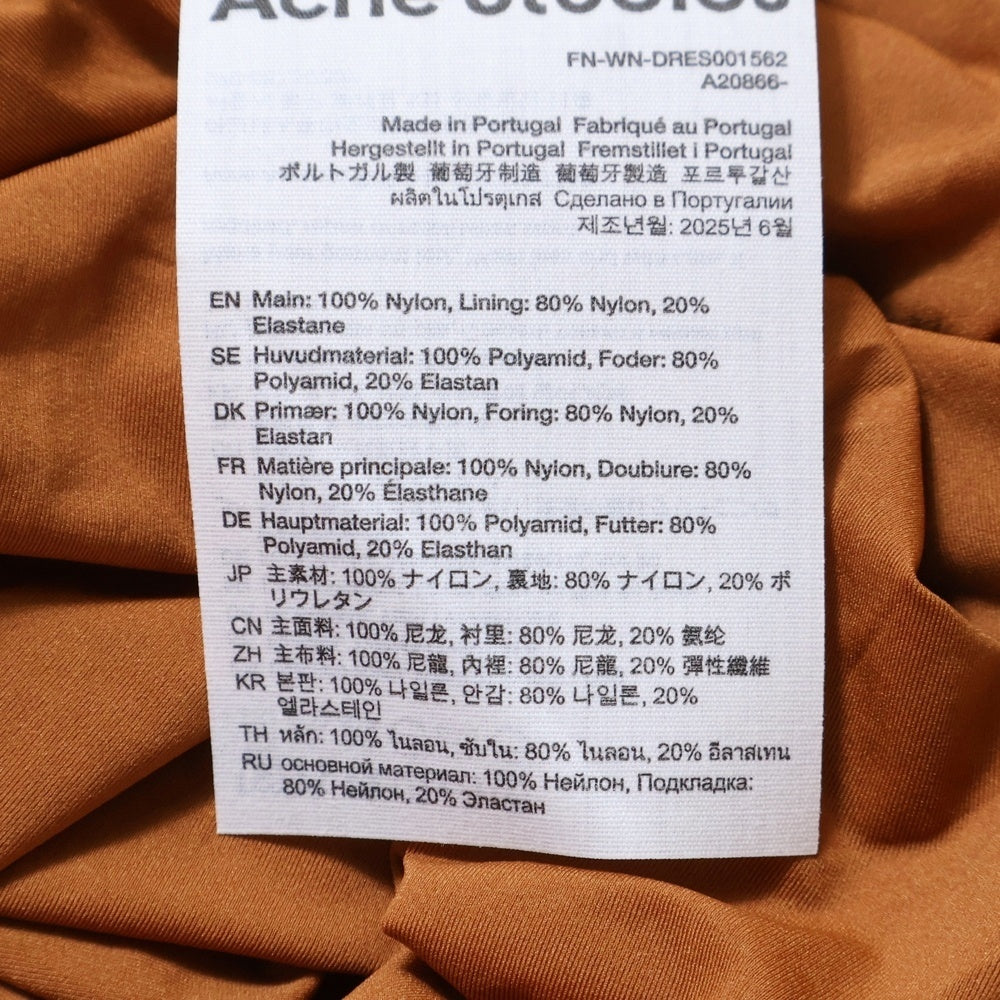 Acne Studios
FN-WN-DRES001562
A20866-
Made in Portugal Fabriqué au Portugal
Hergestellt in Portugal Fremstillet i Portugal
ポルトガル製 葡萄牙制造 葡萄牙製造 포르투갈산
ผลิตในโปรตุเกส Сделано в Португалии
제조년월: 2025년 6월
EN Main: 100% Nylon, Lining: 80% Nylon, 20%
Elastane
SE Huvudmaterial: 100% Polyamid, Foder: 80%
Polyamid, 20% Elastan
DK Primær: 100% Nylon, Foring: 80% Nylon, 20%
Elastan
FR Matière principale: 100% Nylon, Doublure: 80%
Nylon, 20% Élasthane
DE Hauptmaterial: 100% Polyamid, Futter: 80%
Polyamid, 20% Elasthan
JP 主素材: 100% ナイロン, 裏地: 80% ナイロン, 20% ポ
リウレタン
CN 主面料: 100% 尼龙, 衬里: 80% 尼龙, 20% 氨纶
ZH 主布料: 100% 尼龍, 內裡: 80% 尼龍, 20% 彈性纖維
KR 본판: 100% 나일론, 안감: 80% 나일론, 20%
엘라스테인
TH หลัก: 100% ไนลอน, ซับใน: 80% ไนลอน, 20% อีลาสเทน
RU основной материал: 100% Нейлон, Подкладка:
80% Нейлон, 20% Эластан